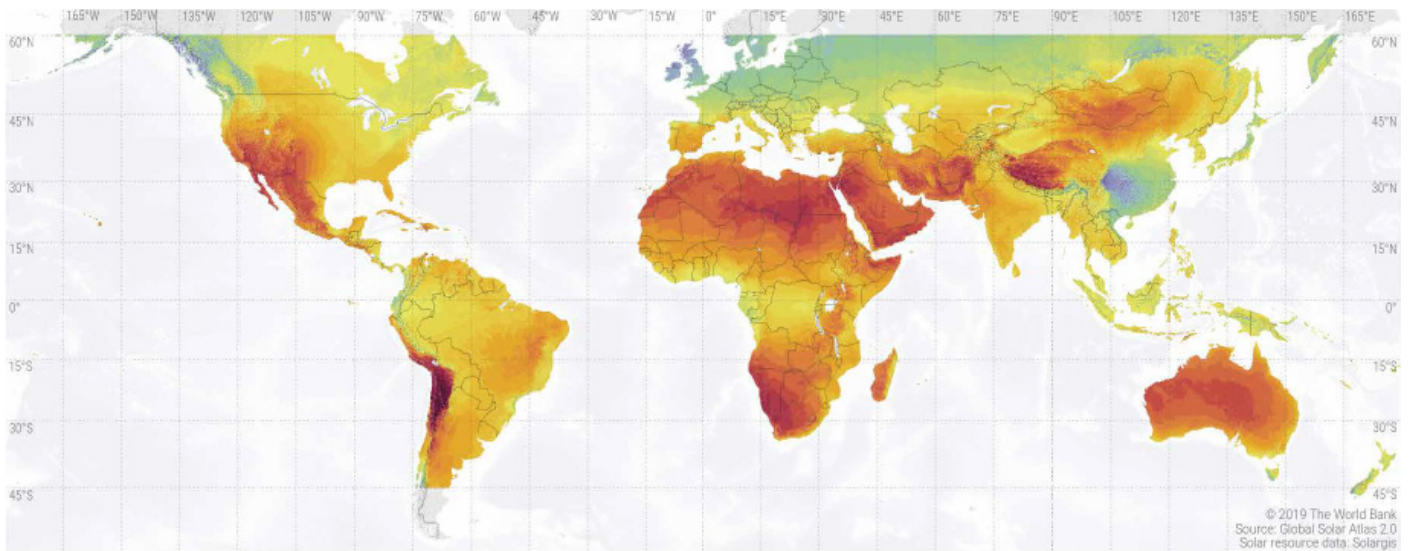 165°W 150°W 135°W 120°W 105°W 90°W 75°W 60°W 45°W 30°W 15°W 0° 15°E 30°E 45°E 60°E 75°E 90°E 105°E 120°E 135°E 150°E 165°E
60°N 60°N
45°N 45°N
30°N 30°N
15°N 15°N
0° 0°
15°S 15°S
30°S 30°S
45°S 45°S
© 2019 The World Bank
Source: Global Solar Atlas 2.0
Solar resource data: Solargis